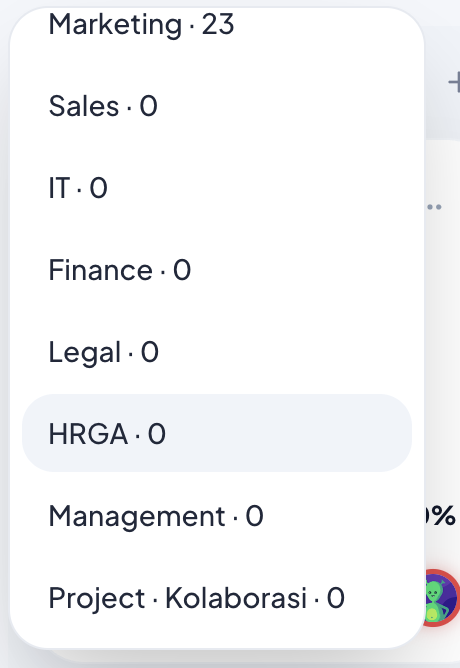 Marketing · 23
Sales · 0
IT · 0
Finance · 0
Legal · 0
HRGA · 0
Management · 0
%
Project · Kolaborasi · 0